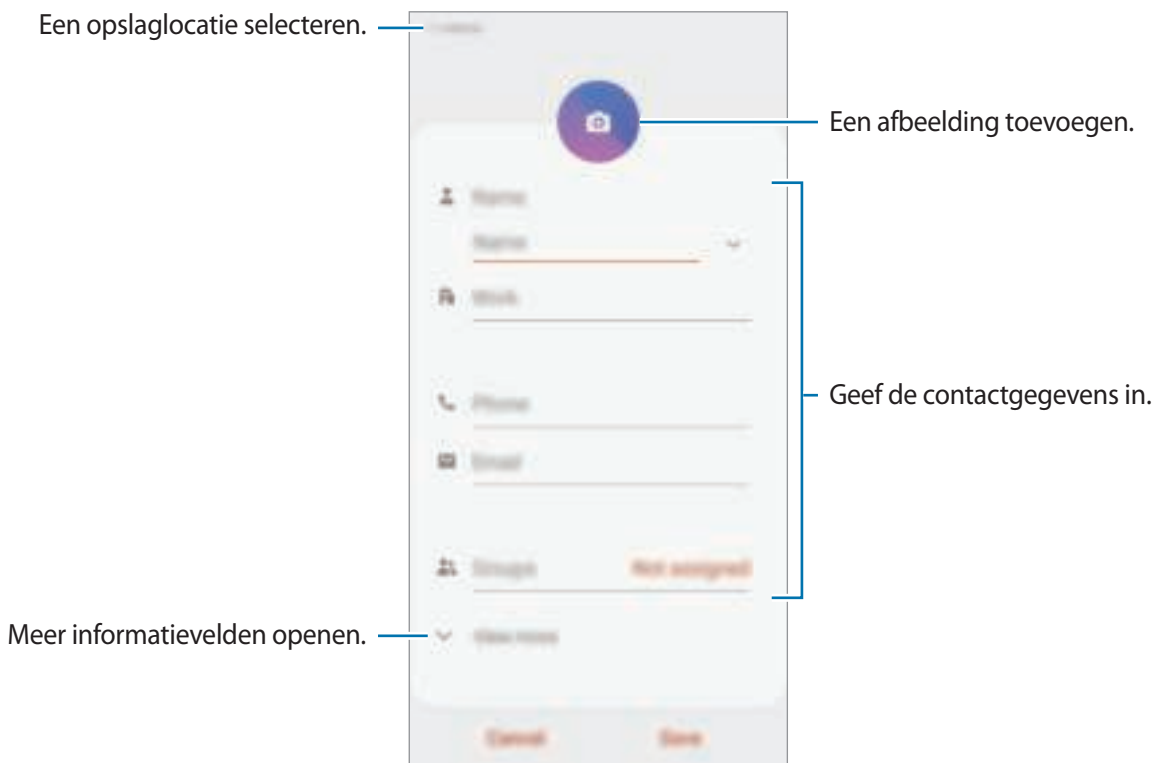 Een opslaglocatie selecteren.
Een afbeelding toevoegen.
Name
Name
Work
Phone
Geef de contactgegevens in.
Email
Groups Not assigned
Meer informatievelden openen.
View more
Cancel Save